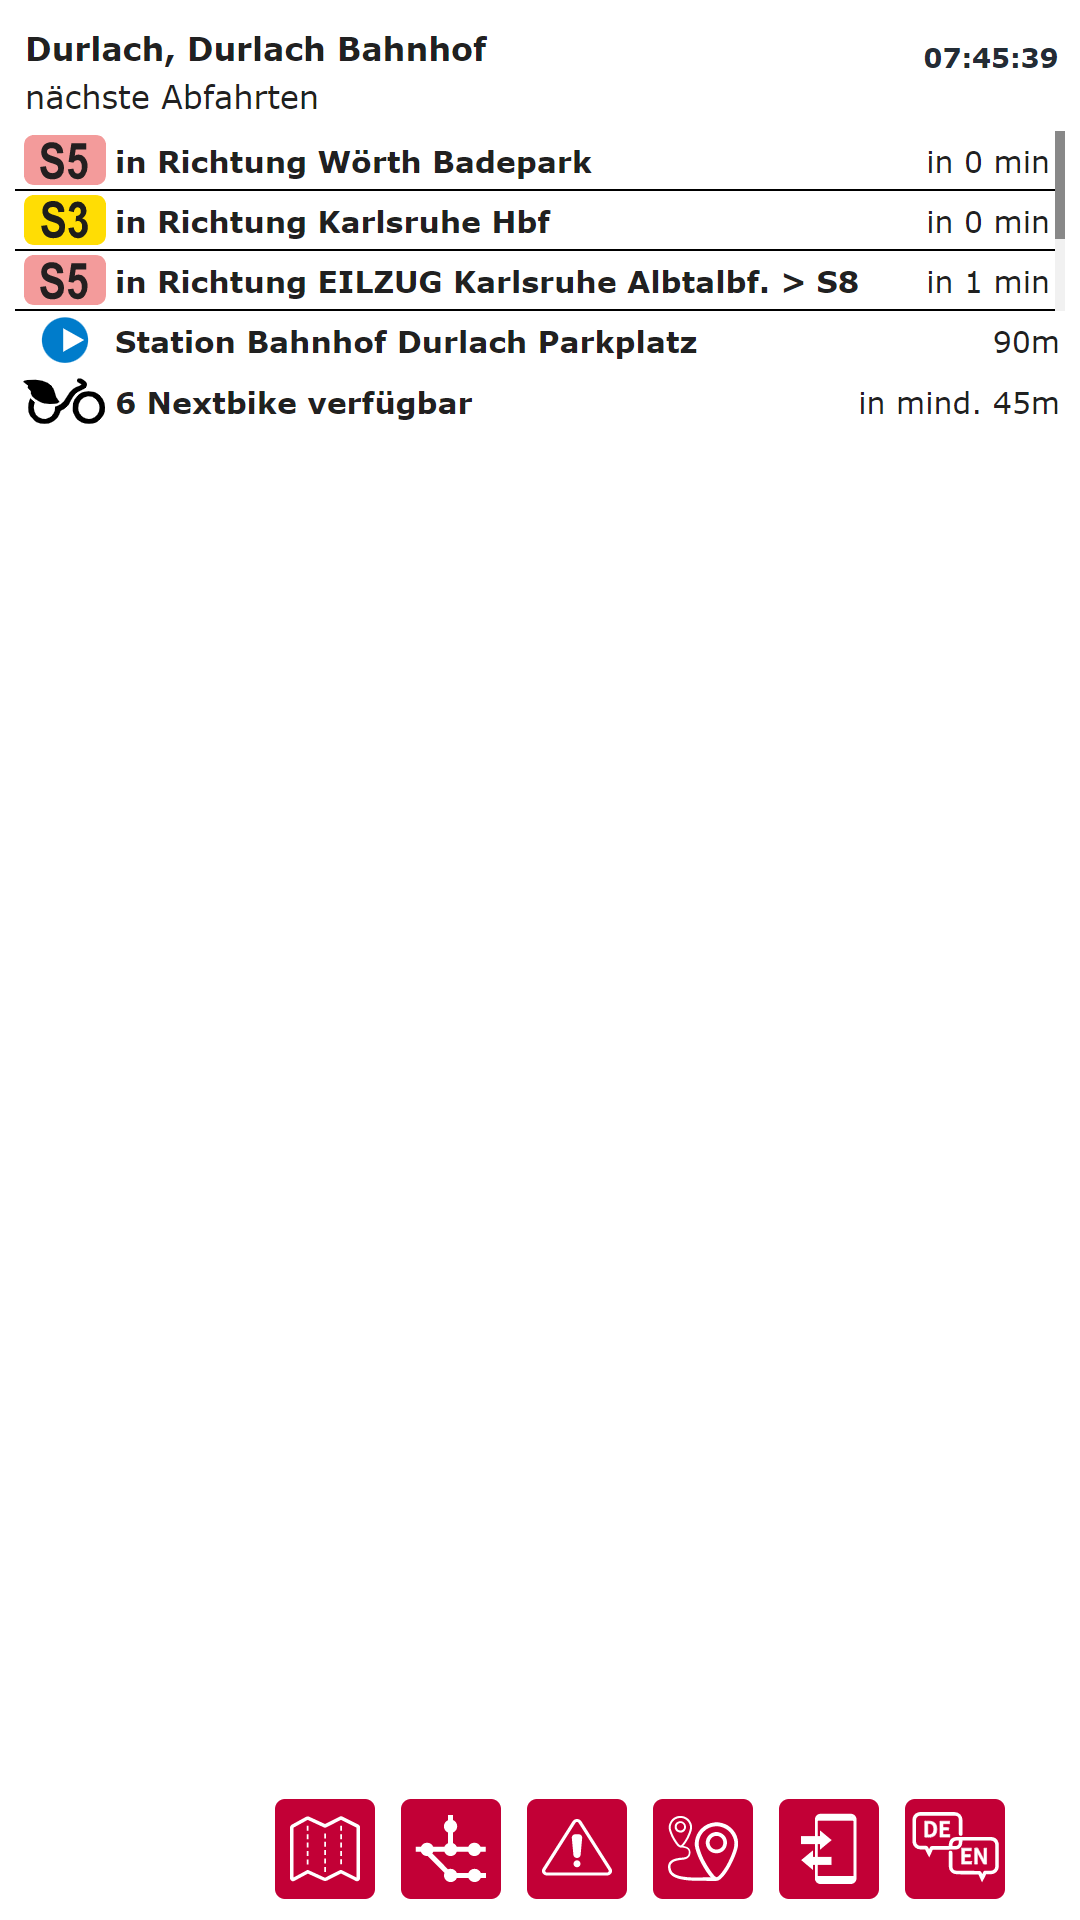 Durlach, Durlach Bahnhof
07:45:39
nächste Abfahrten
S5 in Richtung Wörth Badepark in 0 min
S3 in Richtung Karlsruhe Hbf in 0 min
S5 in Richtung EILZUG Karlsruhe Albtalbf. > S8 in 1 min
Station Bahnhof Durlach Parkplatz 90m
6 Nextbike verfügbar in mind. 45m
DE
EN